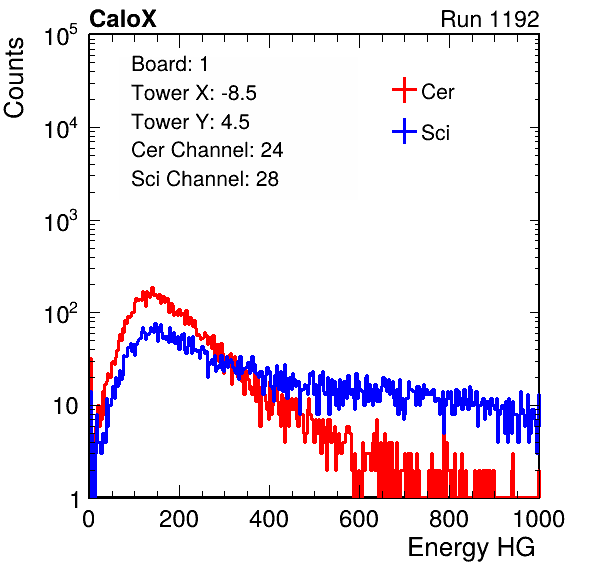 CaloX Run 1192
Counts
10^5
10^4
10^3
10^2
10
1
Board: 1
Tower X: -8.5
Tower Y: 4.5
Cer Channel: 24
Sci Channel: 28
Cer
Sci
0 200 400 600 800 1000
Energy HG